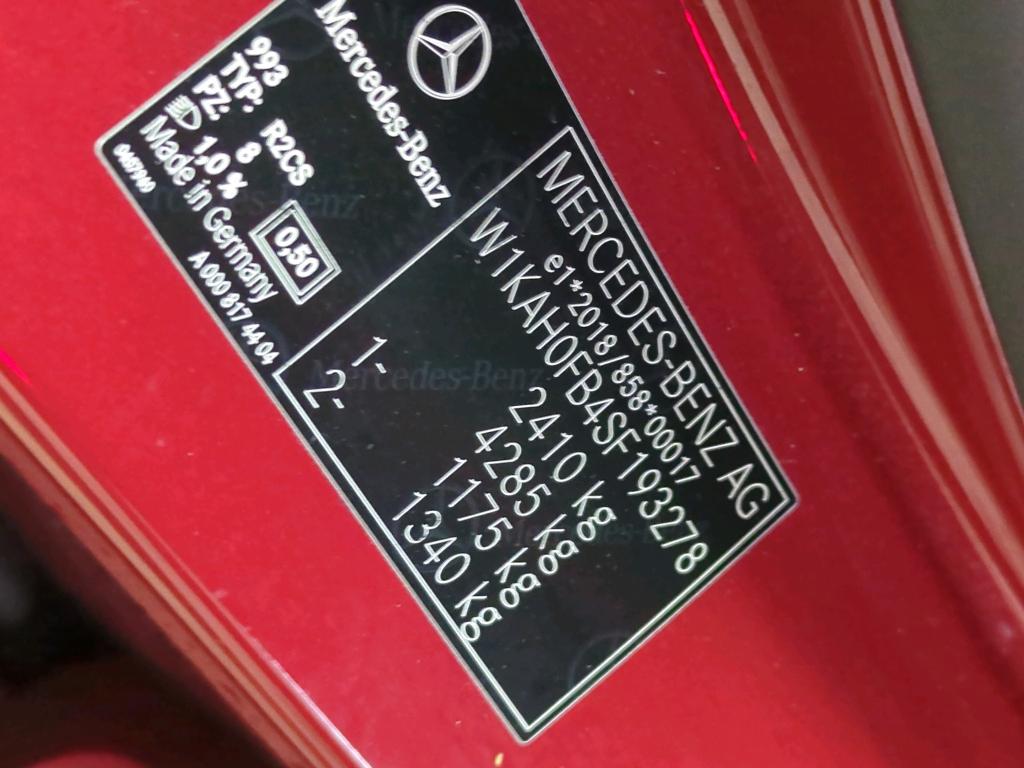 MERCEDES-BENZ AG
e1*2018/858*00017
W1KAH0FB4SF193278
2410 kg
4285 kg
1- 1175 kg
2- 1340 kg
Mercedes-Benz
993
TYP: R2CS
PZ: 8
1,0 % 0,50
Made in Germany
A 000 817 44 04